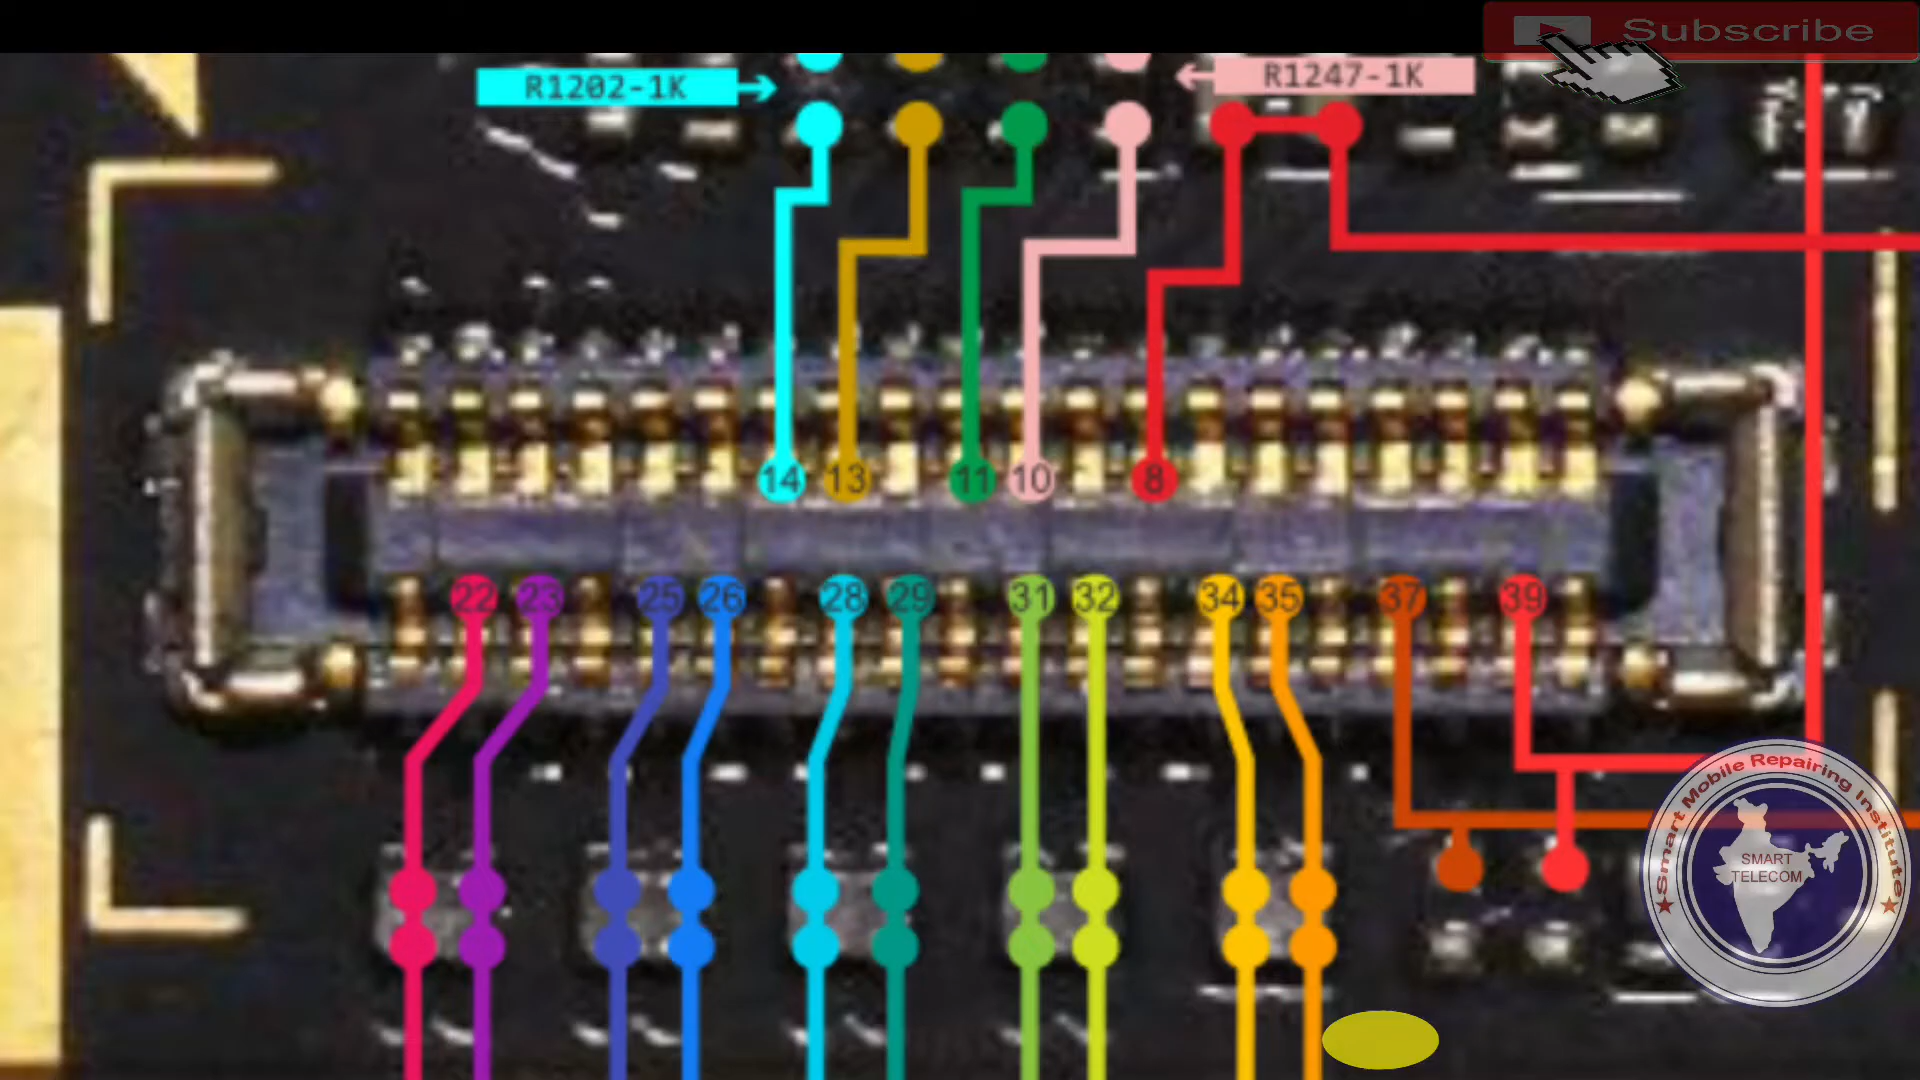 Subscribe
R1202-1K
R1247-1K
14 13 11 10 8
22 23 25 26 28 29 31 32 34 35 37 39
Smart Mobile Repairing Institute
SMART
TELECOM